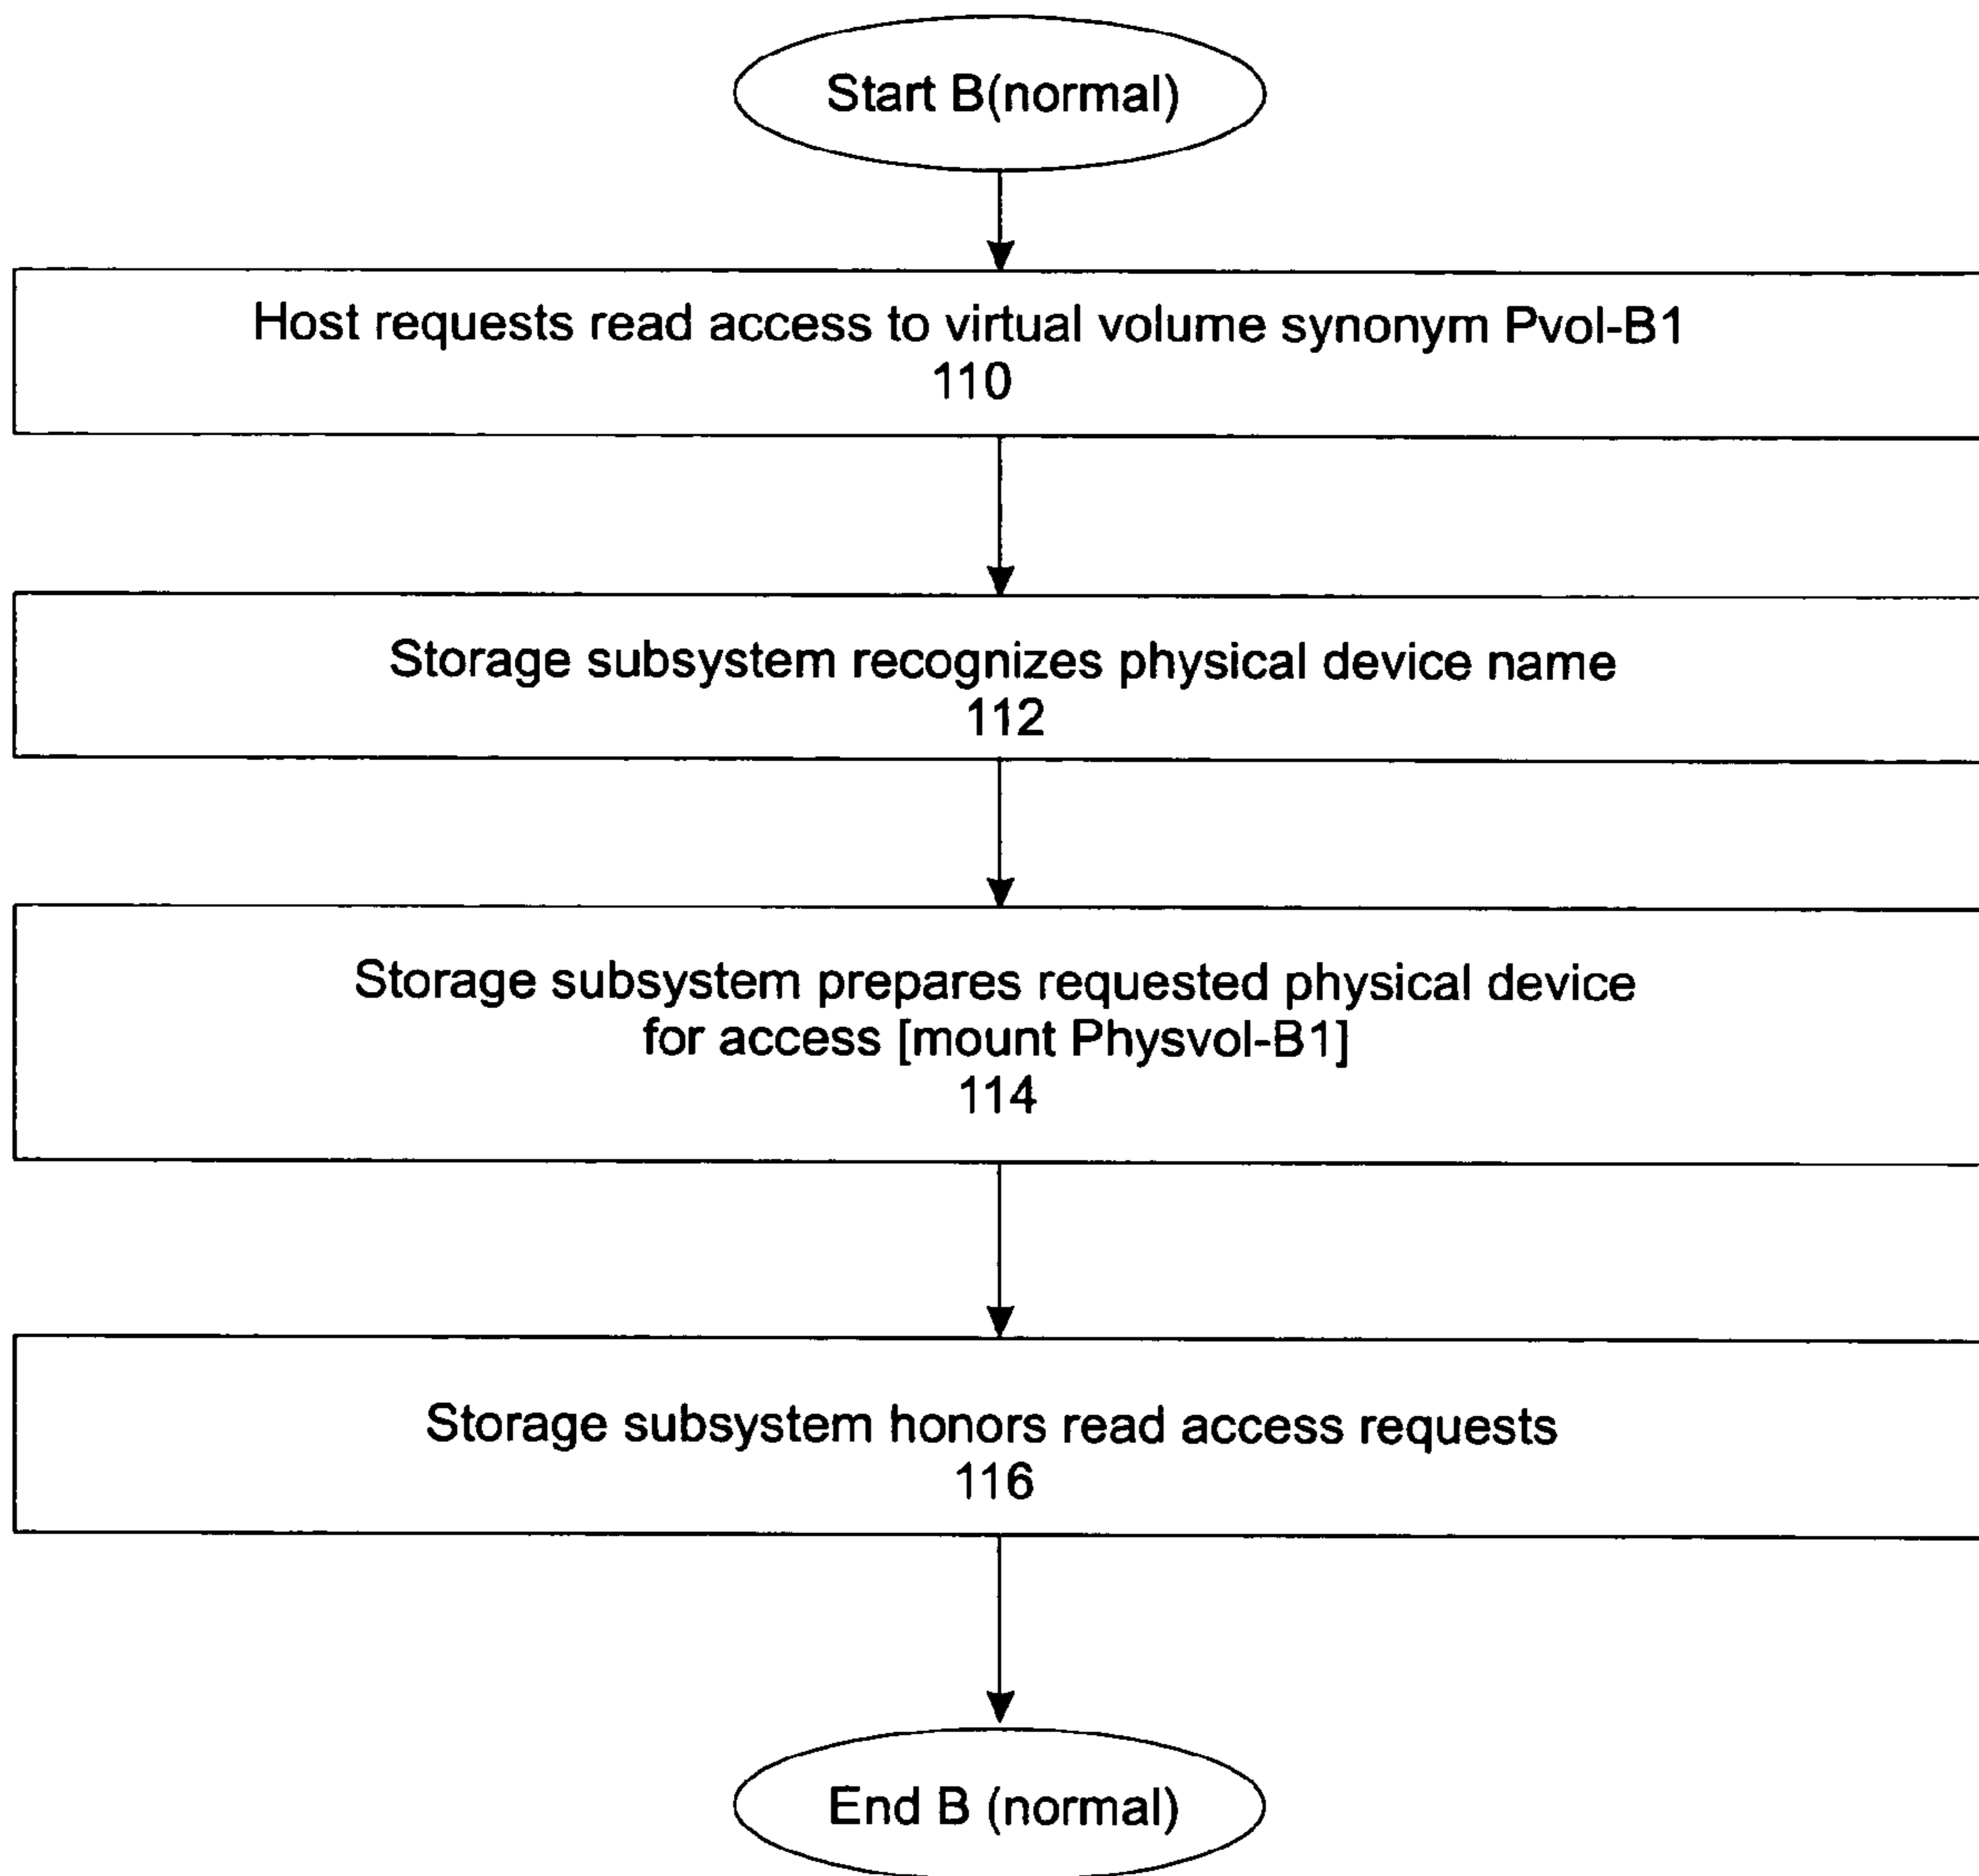 Start B(normal)
Host requests read access to virtual volume synonym Pvol-B1
110
Storage subsystem recognizes physical device name
112
Storage subsystem prepares requested physical device
for access [mount Physvol-B1]
114
Storage subsystem honors read access requests
116
End B (normal)